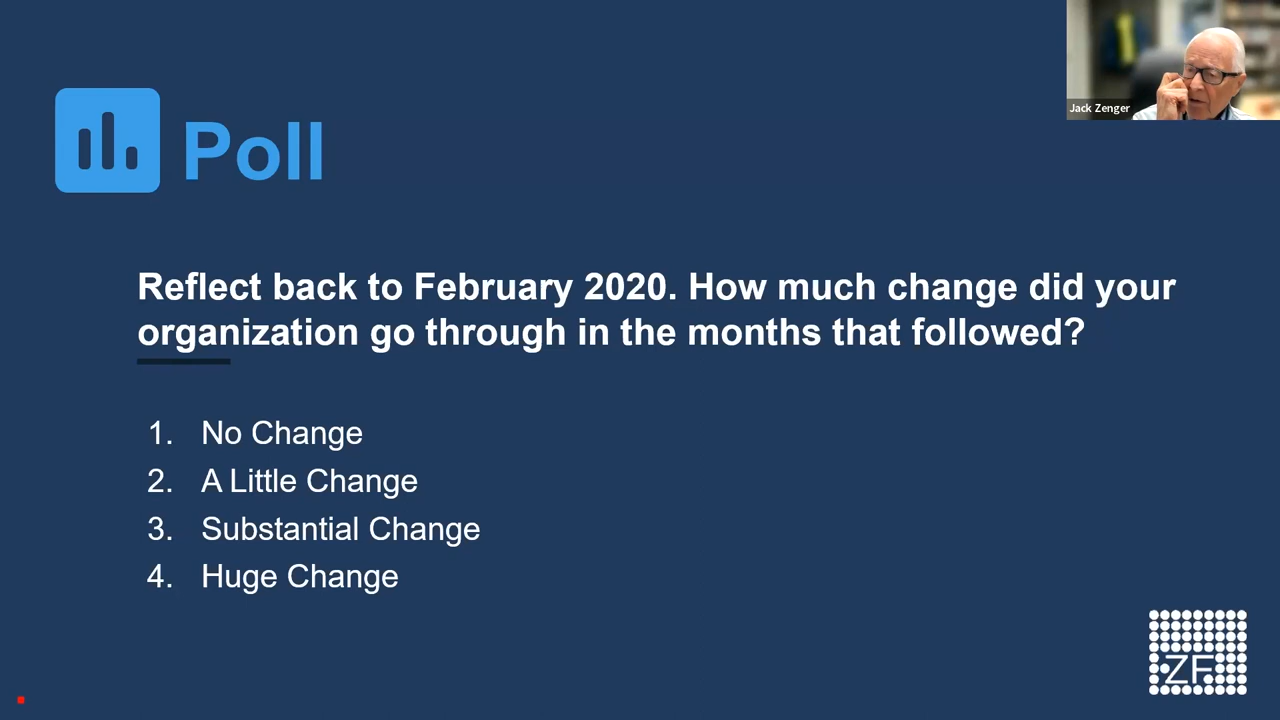 Jack Zenger
Poll
Reflect back to February 2020. How much change did your
organization go through in the months that followed?
1. No Change
2. A Little Change
3. Substantial Change
4. Huge Change
ZF